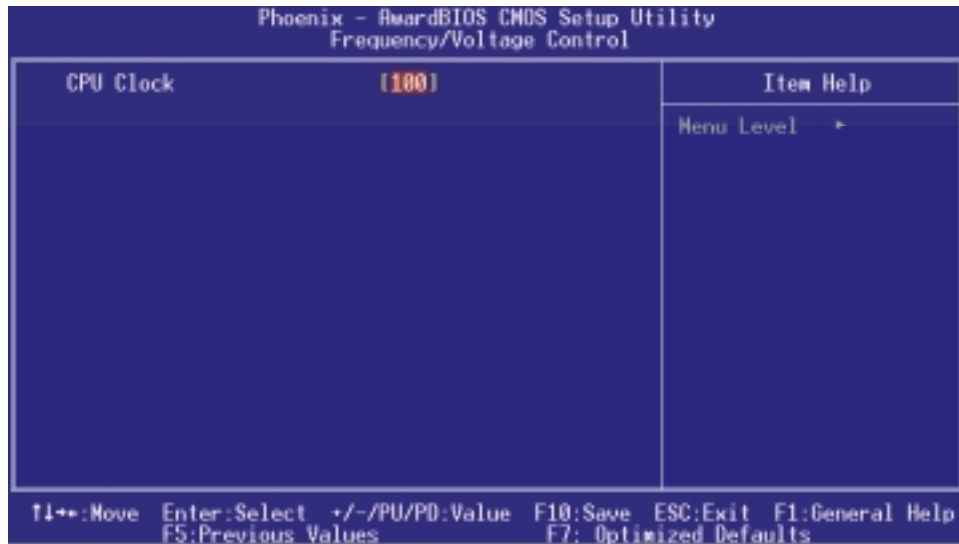 Phoenix - AwardBIOS CMOS Setup Utility
Frequency/Voltage Control
CPU Clock [100]
Item Help
Menu Level ►
↑↓→←:Move Enter:Select +/-/PU/PD:Value F10:Save ESC:Exit F1:General Help
F5:Previous Values F7: Optimized Defaults